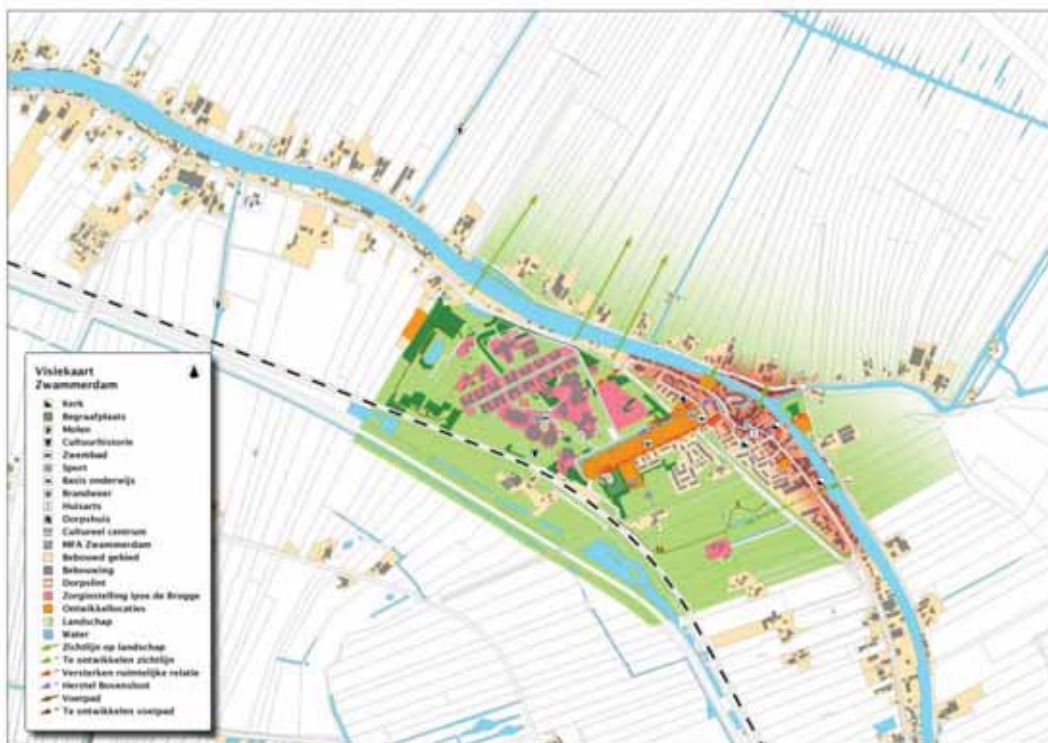 Visiekaart
Zwammerdam
Kerk
Begraafplaats
Molen
Cultuurhistorie
Zwembad
Sport
Basis onderwijs
Brandweer
Huisarts
Dorpshuis
Cultureel centrum
MFA Zwammerdam
Bebouwd gebied
Bebouwing
Dorpslint
Zorginstelling Ipse de Brugge
Ontwikkellocaties
Landschap
Water
Zichtlijn op landschap
Te ontwikkelen zichtlijn
Versterken ruimtelijke relatie
Herstel Bovensloot
Voetpad
Te ontwikkelen voetpad